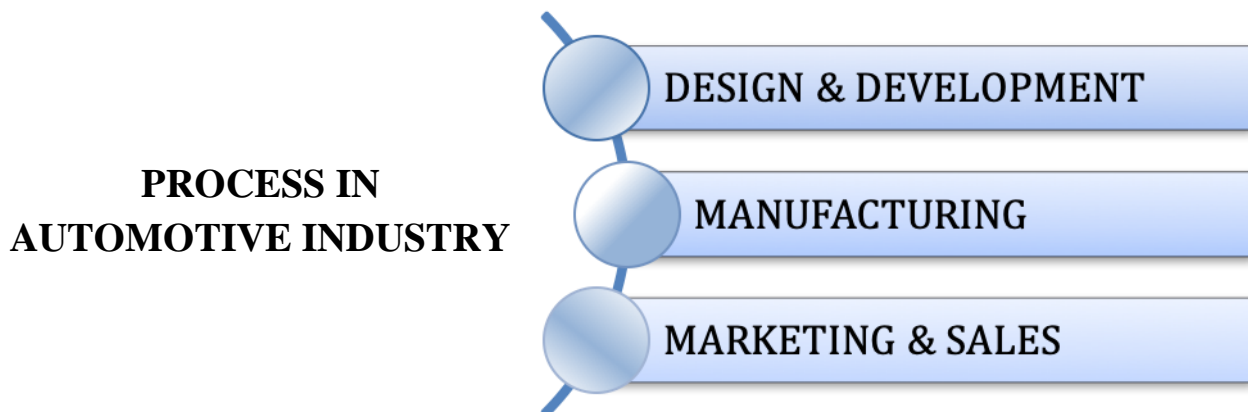 PROCESS IN
AUTOMOTIVE INDUSTRY
DESIGN & DEVELOPMENT
MANUFACTURING
MARKETING & SALES